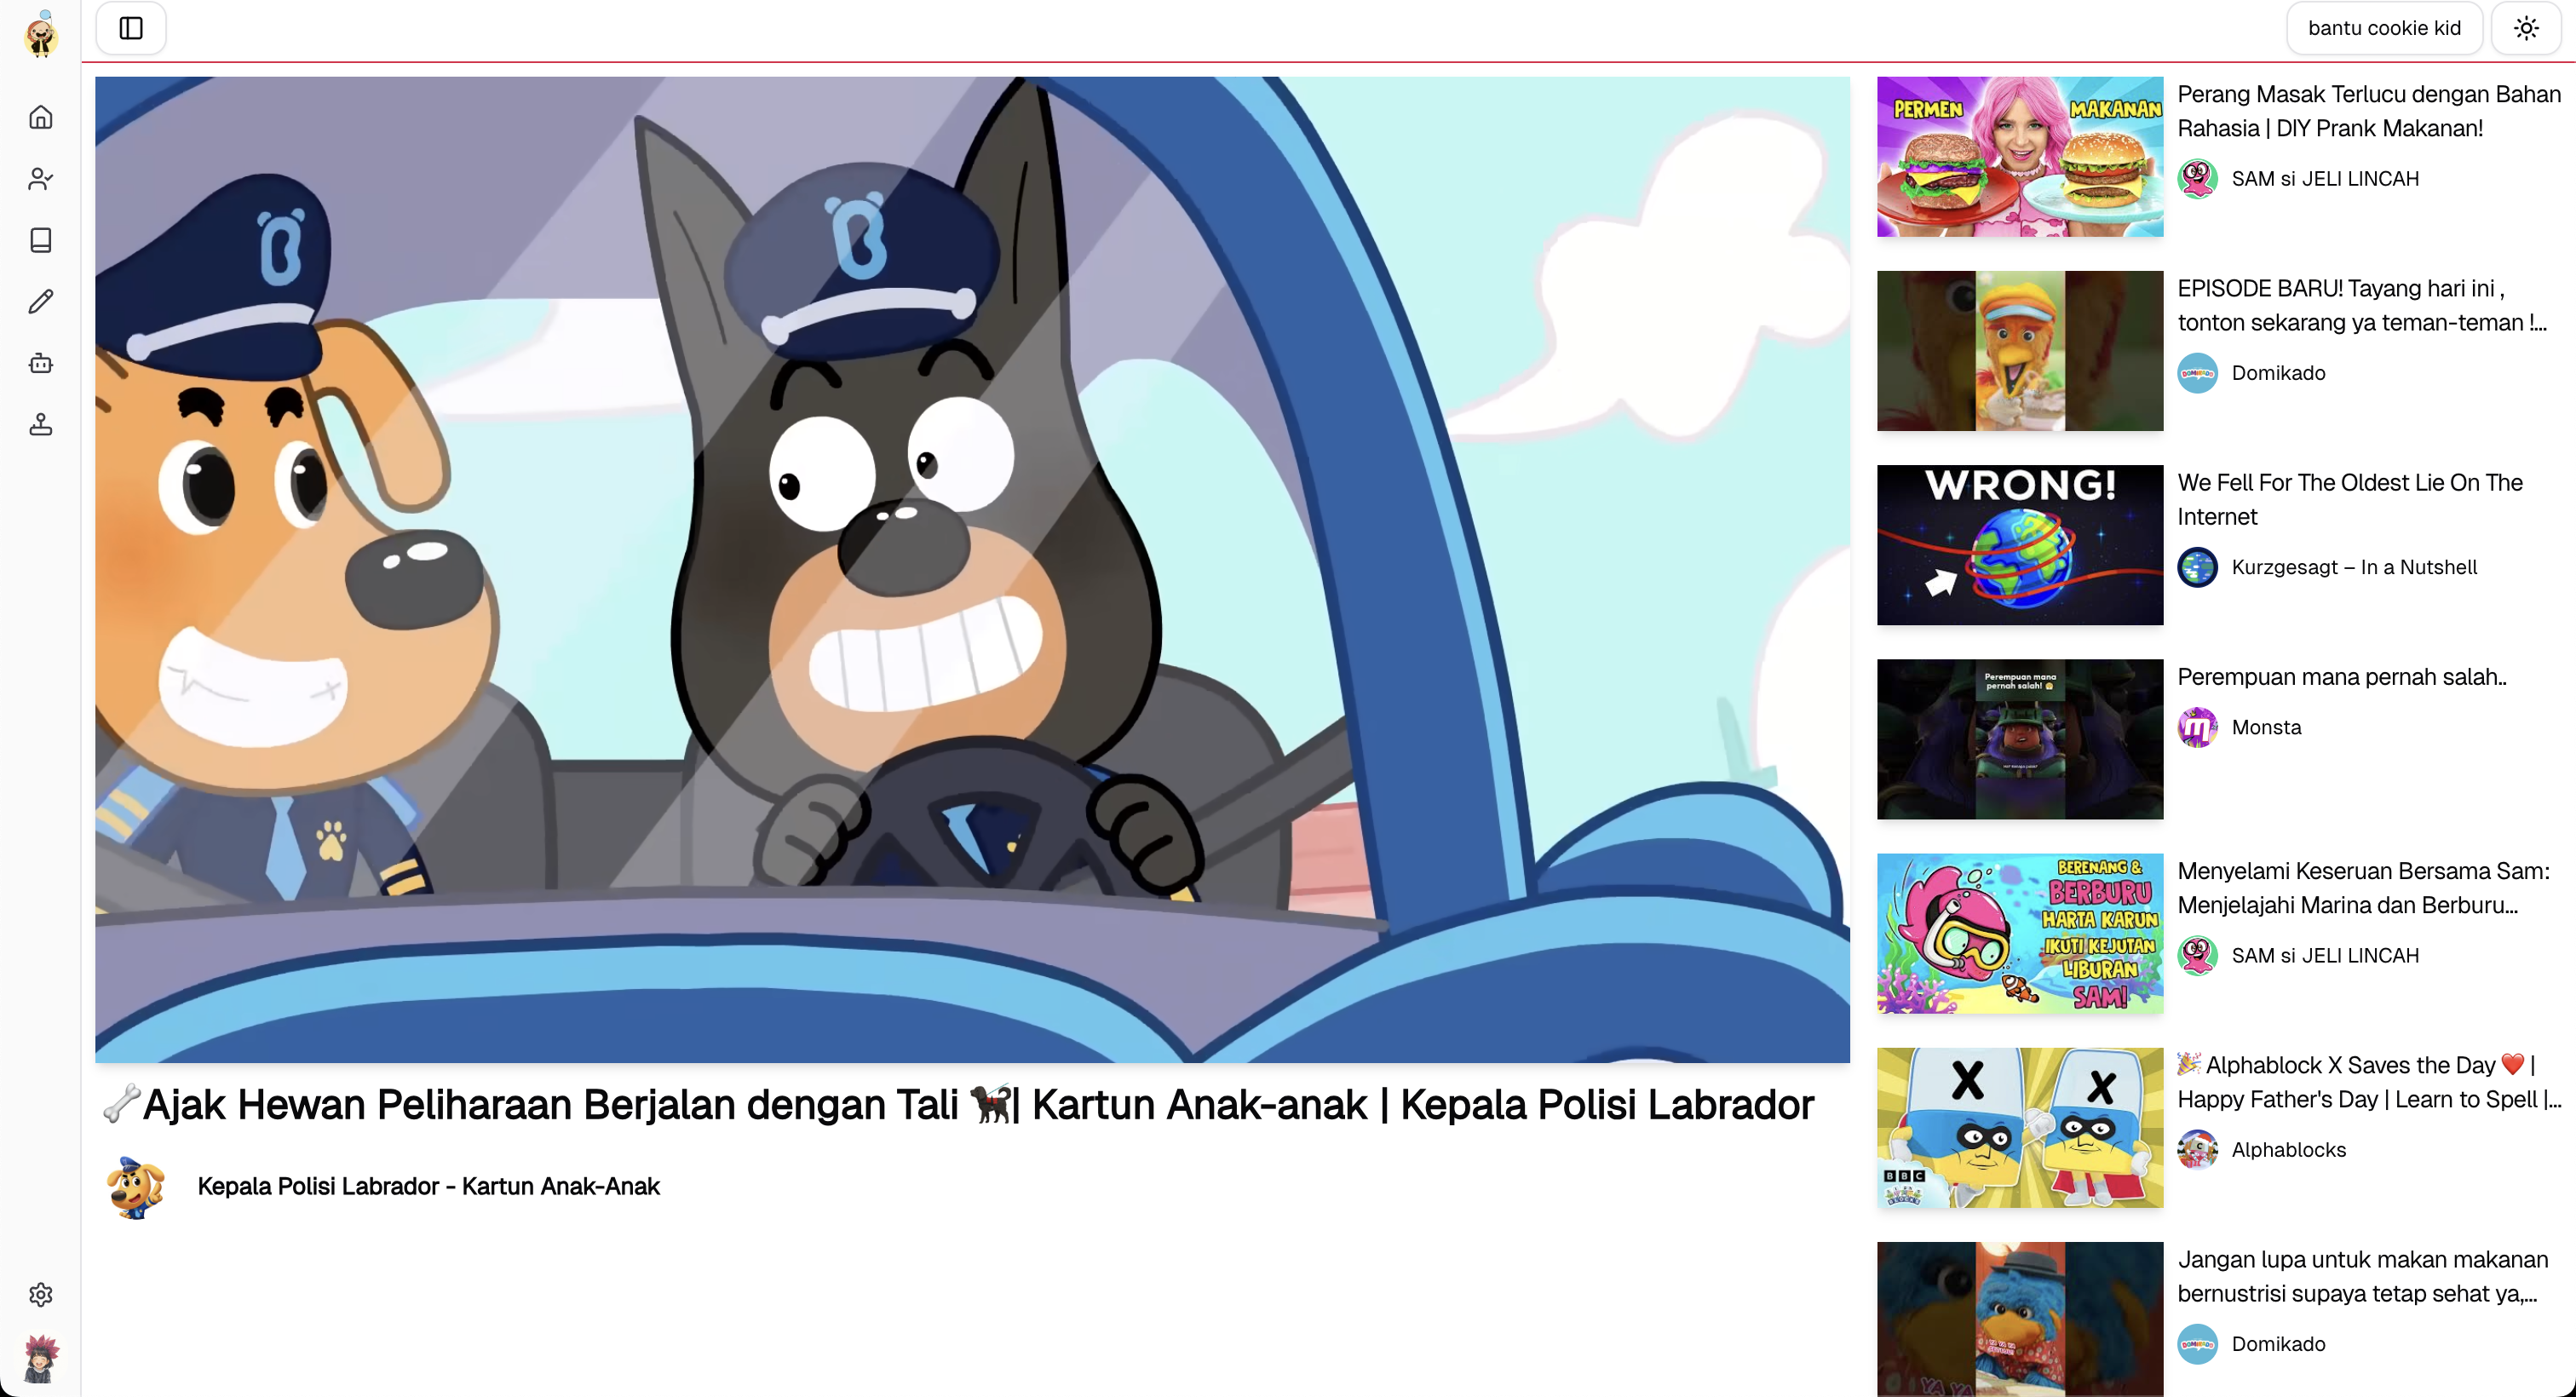 bantu cookie kid
🦴Ajak Hewan Peliharaan Berjalan dengan Tali 🐕‍🦺| Kartun Anak-anak | Kepala Polisi Labrador
Kepala Polisi Labrador - Kartun Anak-Anak
PERMEN
MAKANAN
Perang Masak Terlucu dengan Bahan
Rahasia | DIY Prank Makanan!
SAM si JELI LINCAH
EPISODE BARU! Tayang hari ini ,
tonton sekarang ya teman-teman !...
DOMIKADO
Domikado
WRONG!
We Fell For The Oldest Lie On The
Internet
Kurzgesagt – In a Nutshell
Perempuan mana
pernah salah!
Perempuan mana pernah salah..
m
Monsta
BERENANG &
BERBURU
HARTA KARUN
IKUTI KEJUTAN
LIBURAN
SAM!
Menyelami Keseruan Bersama Sam:
Menjelajahi Marina dan Berburu...
SAM si JELI LINCAH
X
X
BBC
🎉Alphablock X Saves the Day ❤️ |
Happy Father's Day | Learn to Spell |...
Alphablocks
YA YA
Jangan lupa untuk makan makanan
bernustrisi supaya tetap sehat ya,...
DOMIKADO
Domikado